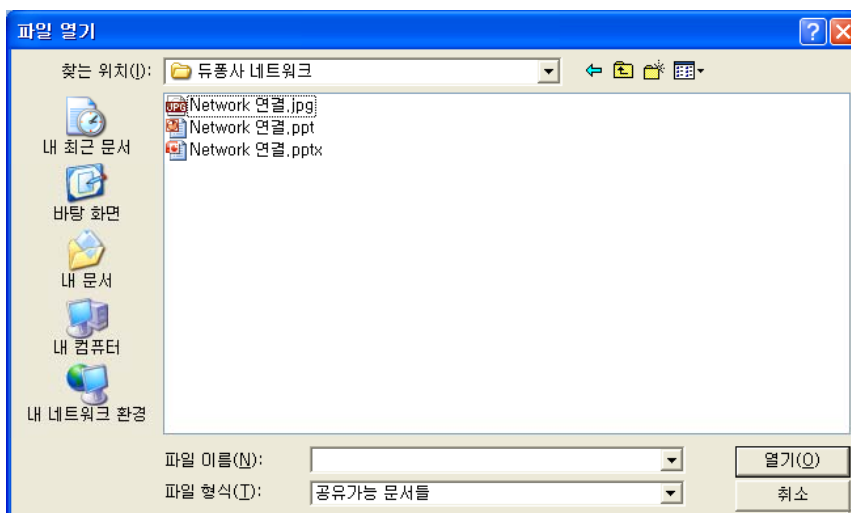 파일 열기
찾는 위치(I): 듀퐁사 네트워크
Network 연결.jpg
Network 연결.ppt
Network 연결.pptx
내 최근 문서
바탕 화면
내 문서
내 컴퓨터
내 네트워크 환경
파일 이름(N): 열기(O)
파일 형식(T): 공유가능 문서들 취소